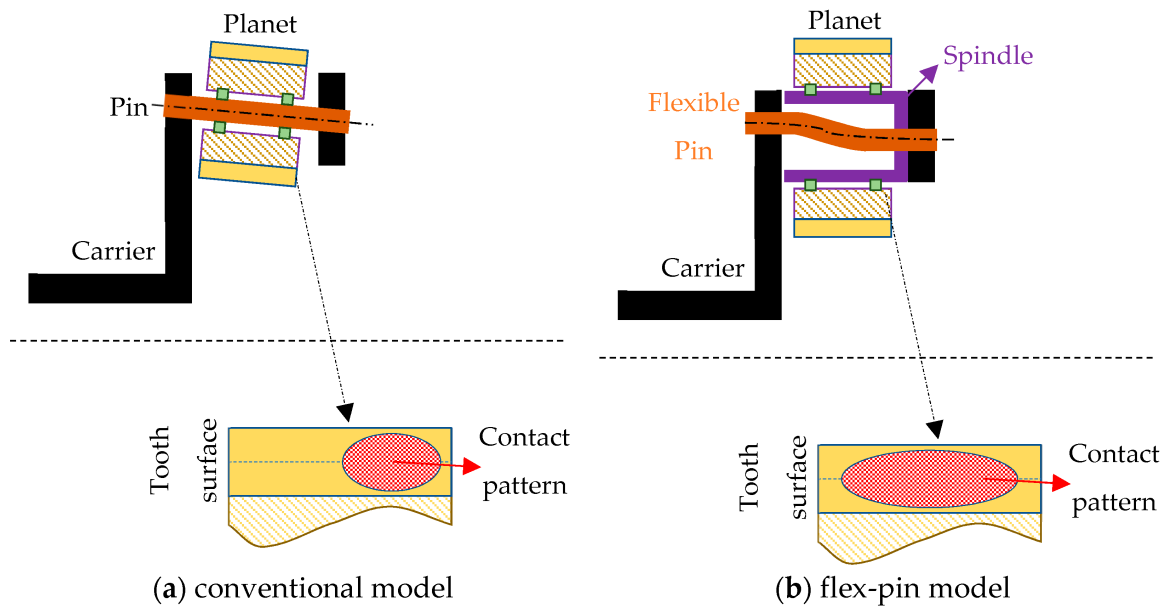 Planet
Pin
Carrier
Tooth
surface
Contact
pattern
(a) conventional model
Planet
Spindle
Flexible
Pin
Carrier
Tooth
surface
Contact
pattern
(b) flex-pin model